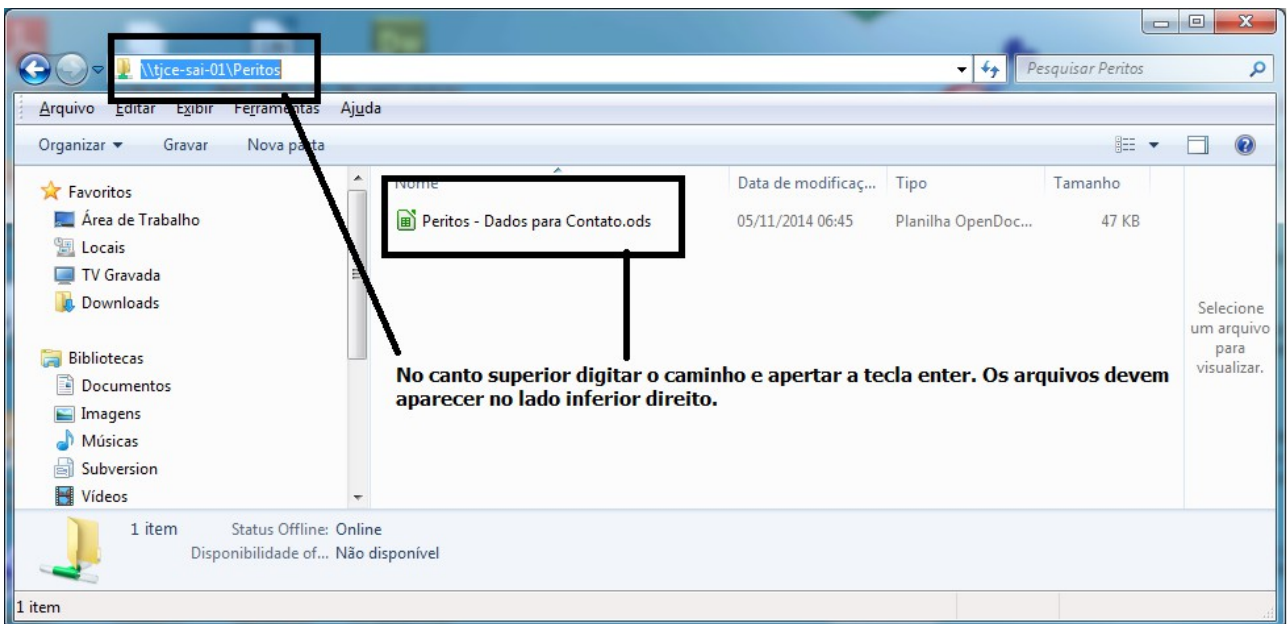 \\tjce-sai-01\Peritos
Pesquisar Peritos
Arquivo Editar Exibir Ferramentas Ajuda
Organizar Gravar Nova pasta
Favoritos
Área de Trabalho
Locais
TV Gravada
Downloads
Bibliotecas
Documentos
Imagens
Músicas
Subversion
Vídeos
Nome Data de modificaç... Tipo Tamanho
Peritos - Dados para Contato.ods 05/11/2014 06:45 Planilha OpenDoc... 47 KB
No canto superior digitar o caminho e apertar a tecla enter. Os arquivos devem
aparecer no lado inferior direito.
Selecione
um arquivo
para
visualizar.
1 item Status Offline: Online
Disponibilidade of... Não disponível
1 item